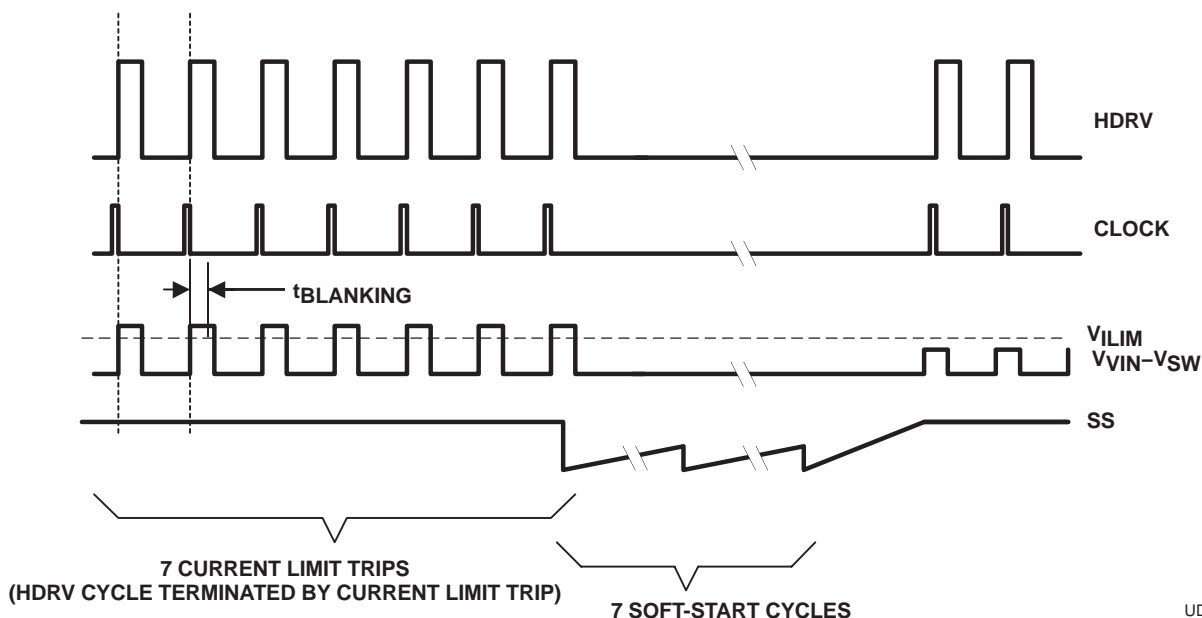 HDRV
CLOCK
tBLANKING
VILIM
VVIN–VSW
SS
7 CURRENT LIMIT TRIPS
(HDRV CYCLE TERMINATED BY CURRENT LIMIT TRIP)
7 SOFT-START CYCLES
UD